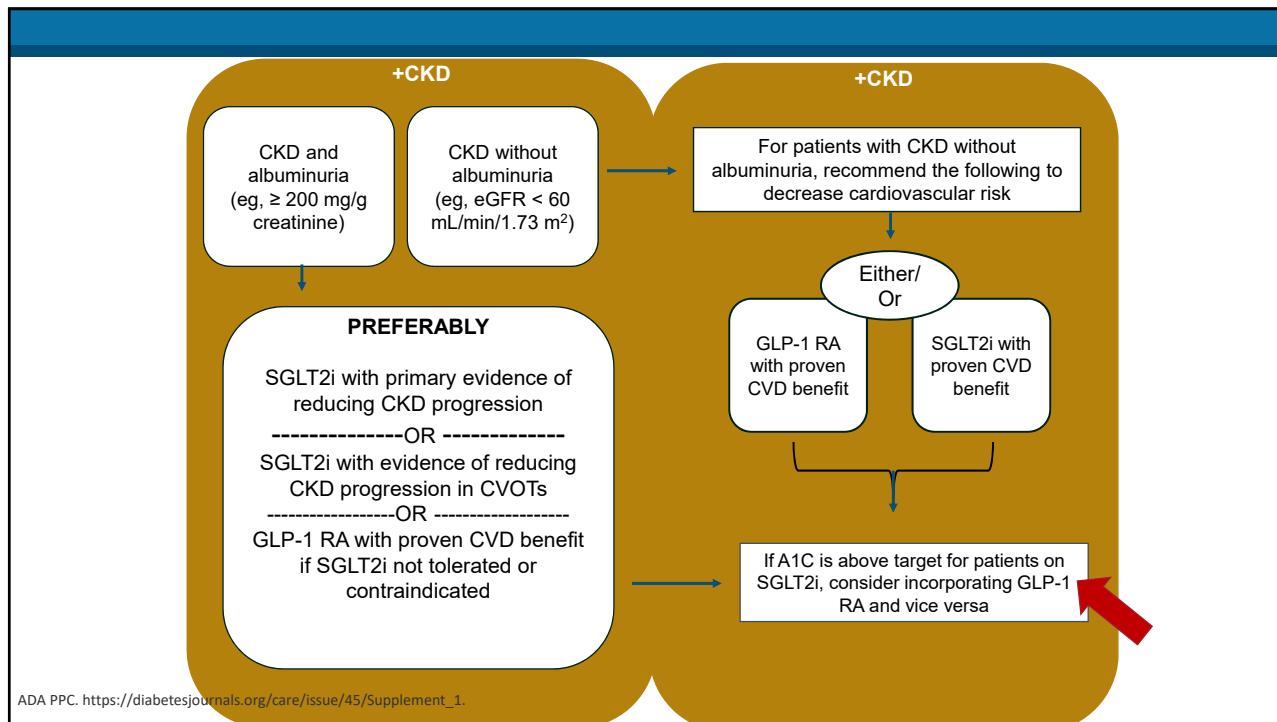 +CKD
CKD and
albuminuria
(eg, ≥ 200 mg/g
creatinine)
CKD without
albuminuria
(eg, eGFR < 60
mL/min/1.73 m²)
PREFERABLY
SGLT2i with primary evidence of
reducing CKD progression
--------------OR -------------
SGLT2i with evidence of reducing
CKD progression in CVOTs
------------------OR -------------------
GLP-1 RA with proven CVD benefit
if SGLT2i not tolerated or
contraindicated
+CKD
For patients with CKD without
albuminuria, recommend the following to
decrease cardiovascular risk
Either/
Or
GLP-1 RA
with proven
CVD benefit
SGLT2i with
proven CVD
benefit
If A1C is above target for patients on
SGLT2i, consider incorporating GLP-1
RA and vice versa
ADA PPC. https://diabetesjournals.org/care/issue/45/Supplement_1.